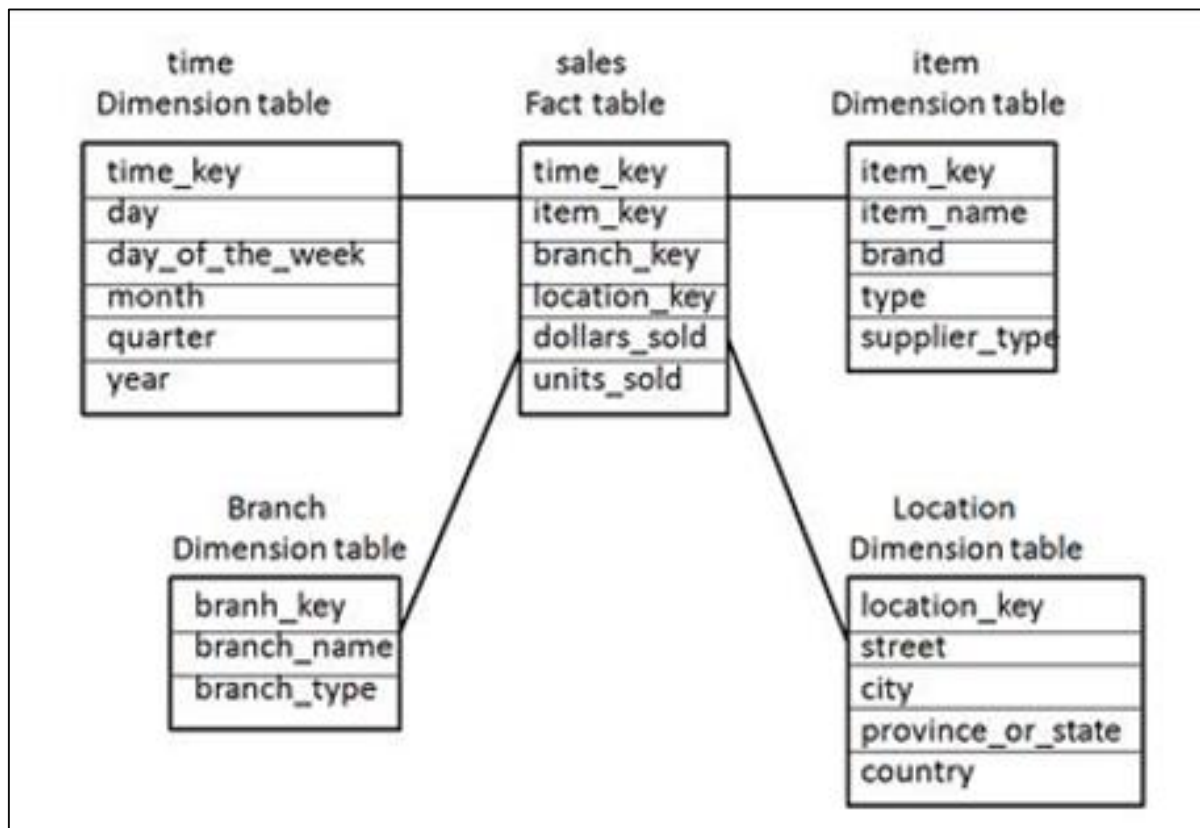 time
Dimension table
time_key
day
day_of_the_week
month
quarter
year
sales
Fact table
time_key
item_key
branch_key
location_key
dollars_sold
units_sold
item
Dimension table
item_key
item_name
brand
type
supplier_type
Branch
Dimension table
branh_key
branch_name
branch_type
Location
Dimension table
location_key
street
city
province_or_state
country